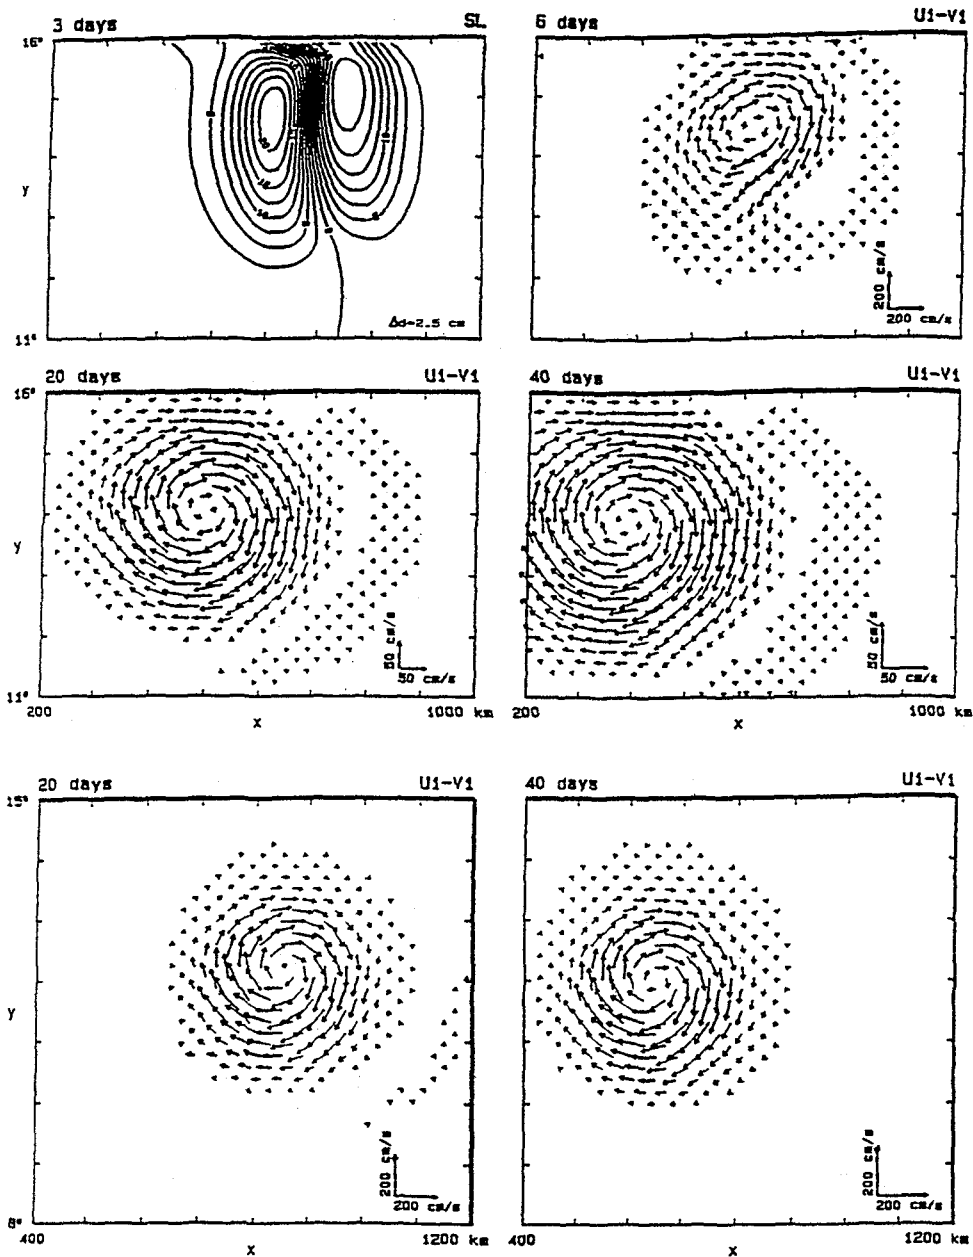 3 days SL
6 days U1-V1
16°
y
11°
Δd=2.5 cm
200 cm/s
200 cm/s
20 days U1-V1
40 days U1-V1
16°
y
11°
50 cm/s
50 cm/s
50 cm/s
50 cm/s
200 x 1000 km
200 x 1000 km
20 days U1-V1
40 days U1-V1
15°
y
8°
200 cm/s
200 cm/s
200 cm/s
200 cm/s
400 x 1200 km
400 x 1200 km